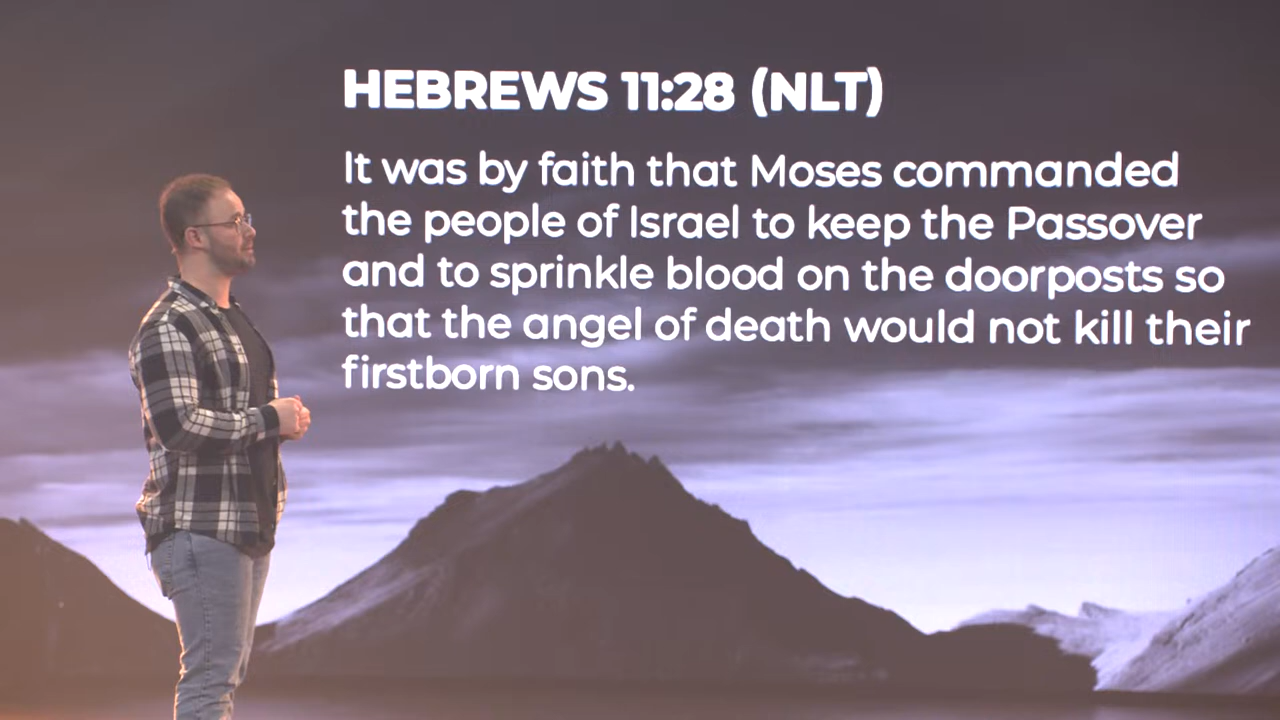 HEBREWS 11:28 (NLT)
It was by faith that Moses commanded
the people of Israel to keep the Passover
and to sprinkle blood on the doorposts so
that the angel of death would not kill their
firstborn sons.